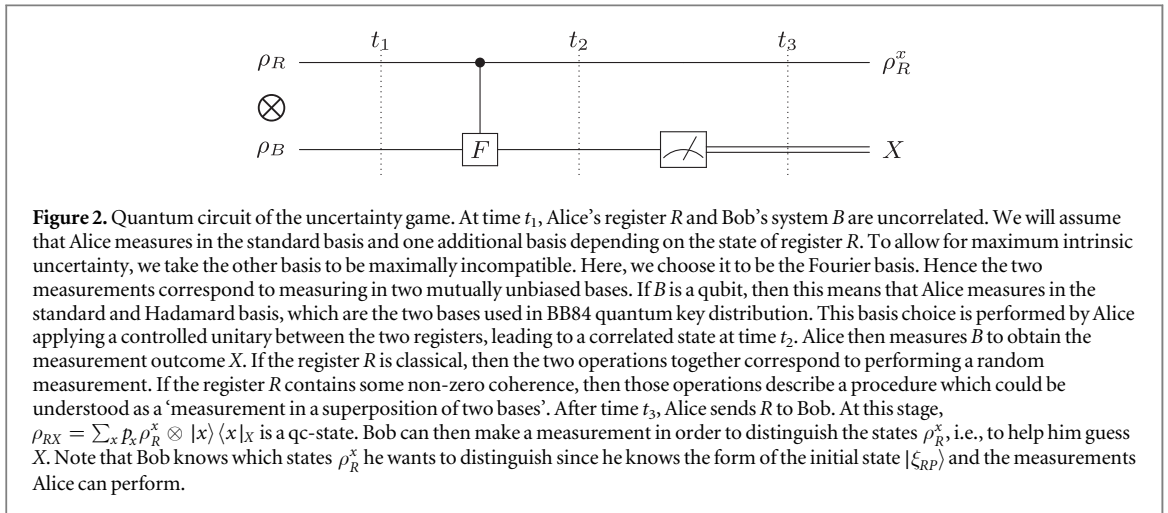 t₁ t₂ t₃
ρ_R ρ_R^x
⊗
ρ_B F X
Figure 2. Quantum circuit of the uncertainty game. At time t₁, Alice's register R and Bob's system B are uncorrelated. We will assume
that Alice measures in the standard basis and one additional basis depending on the state of register R. To allow for maximum intrinsic
uncertainty, we take the other basis to be maximally incompatible. Here, we choose it to be the Fourier basis. Hence the two
measurements correspond to measuring in two mutually unbiased bases. If B is a qubit, then this means that Alice measures in the
standard and Hadamard basis, which are the two bases used in BB84 quantum key distribution. This basis choice is performed by Alice
applying a controlled unitary between the two registers, leading to a correlated state at time t₂. Alice then measures B to obtain the
measurement outcome X. If the register R is classical, then the two operations together correspond to performing a random
measurement. If the register R contains some non-zero coherence, then those operations describe a procedure which could be
understood as a 'measurement in a superposition of two bases'. After time t₃, Alice sends R to Bob. At this stage,
ρ_RX = ∑_x p_x ρ_R^x ⊗ |x⟩⟨x|_X is a qc-state. Bob can then make a measurement in order to distinguish the states ρ_R^x, i.e., to help him guess
X. Note that Bob knows which states ρ_R^x he wants to distinguish since he knows the form of the initial state |ξ_RP⟩ and the measurements
Alice can perform.